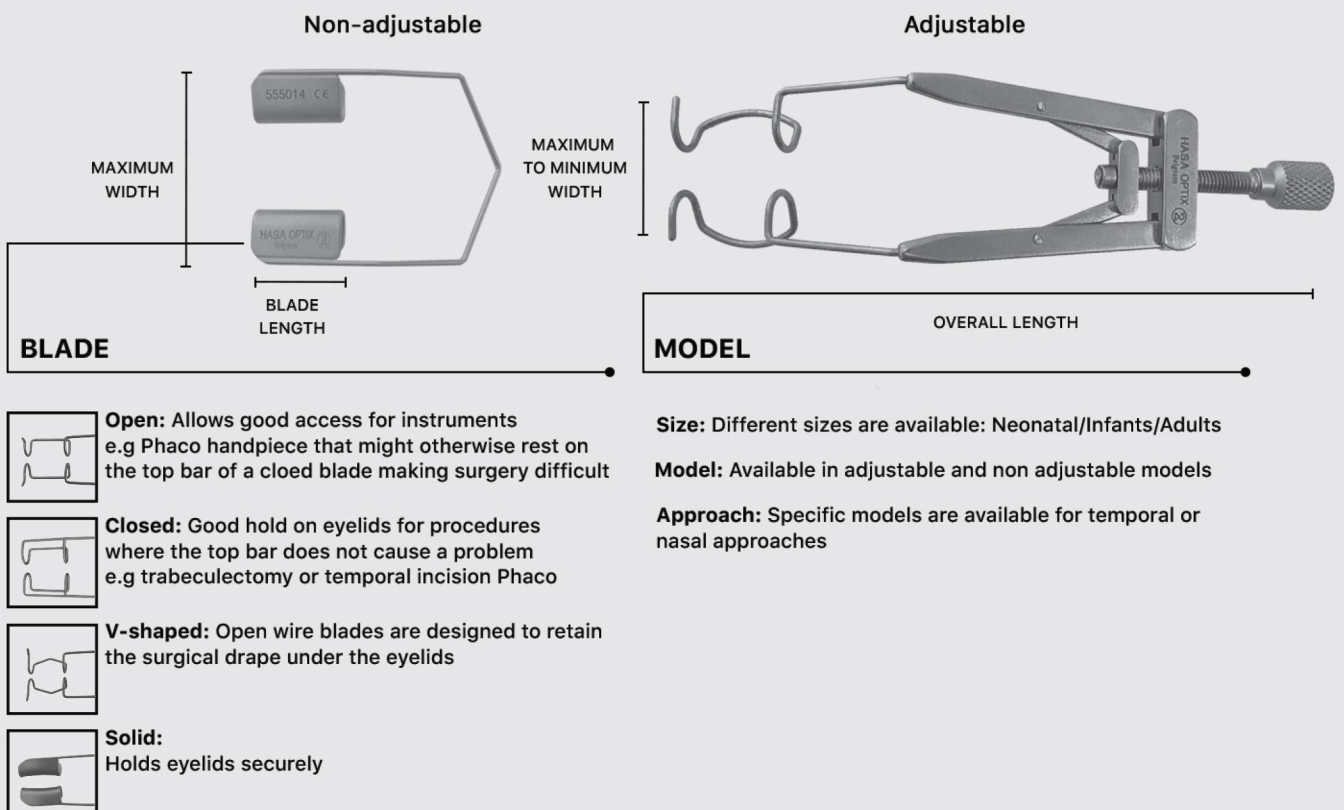 Non-adjustable
555014 CE
MAXIMUM
WIDTH
HASA OPTIX 2
Belgium
BLADE
LENGTH
BLADE
Open: Allows good access for instruments
e.g Phaco handpiece that might otherwise rest on
the top bar of a cloed blade making surgery difficult
Closed: Good hold on eyelids for procedures
where the top bar does not cause a problem
e.g trabeculectomy or temporal incision Phaco
V-shaped: Open wire blades are designed to retain
the surgical drape under the eyelids
Solid:
Holds eyelids securely
Adjustable
MAXIMUM
TO MINIMUM
WIDTH
HASA OPTIX
Belgium
2
OVERALL LENGTH
MODEL
Size: Different sizes are available: Neonatal/Infants/Adults
Model: Available in adjustable and non adjustable models
Approach: Specific models are available for temporal or
nasal approaches